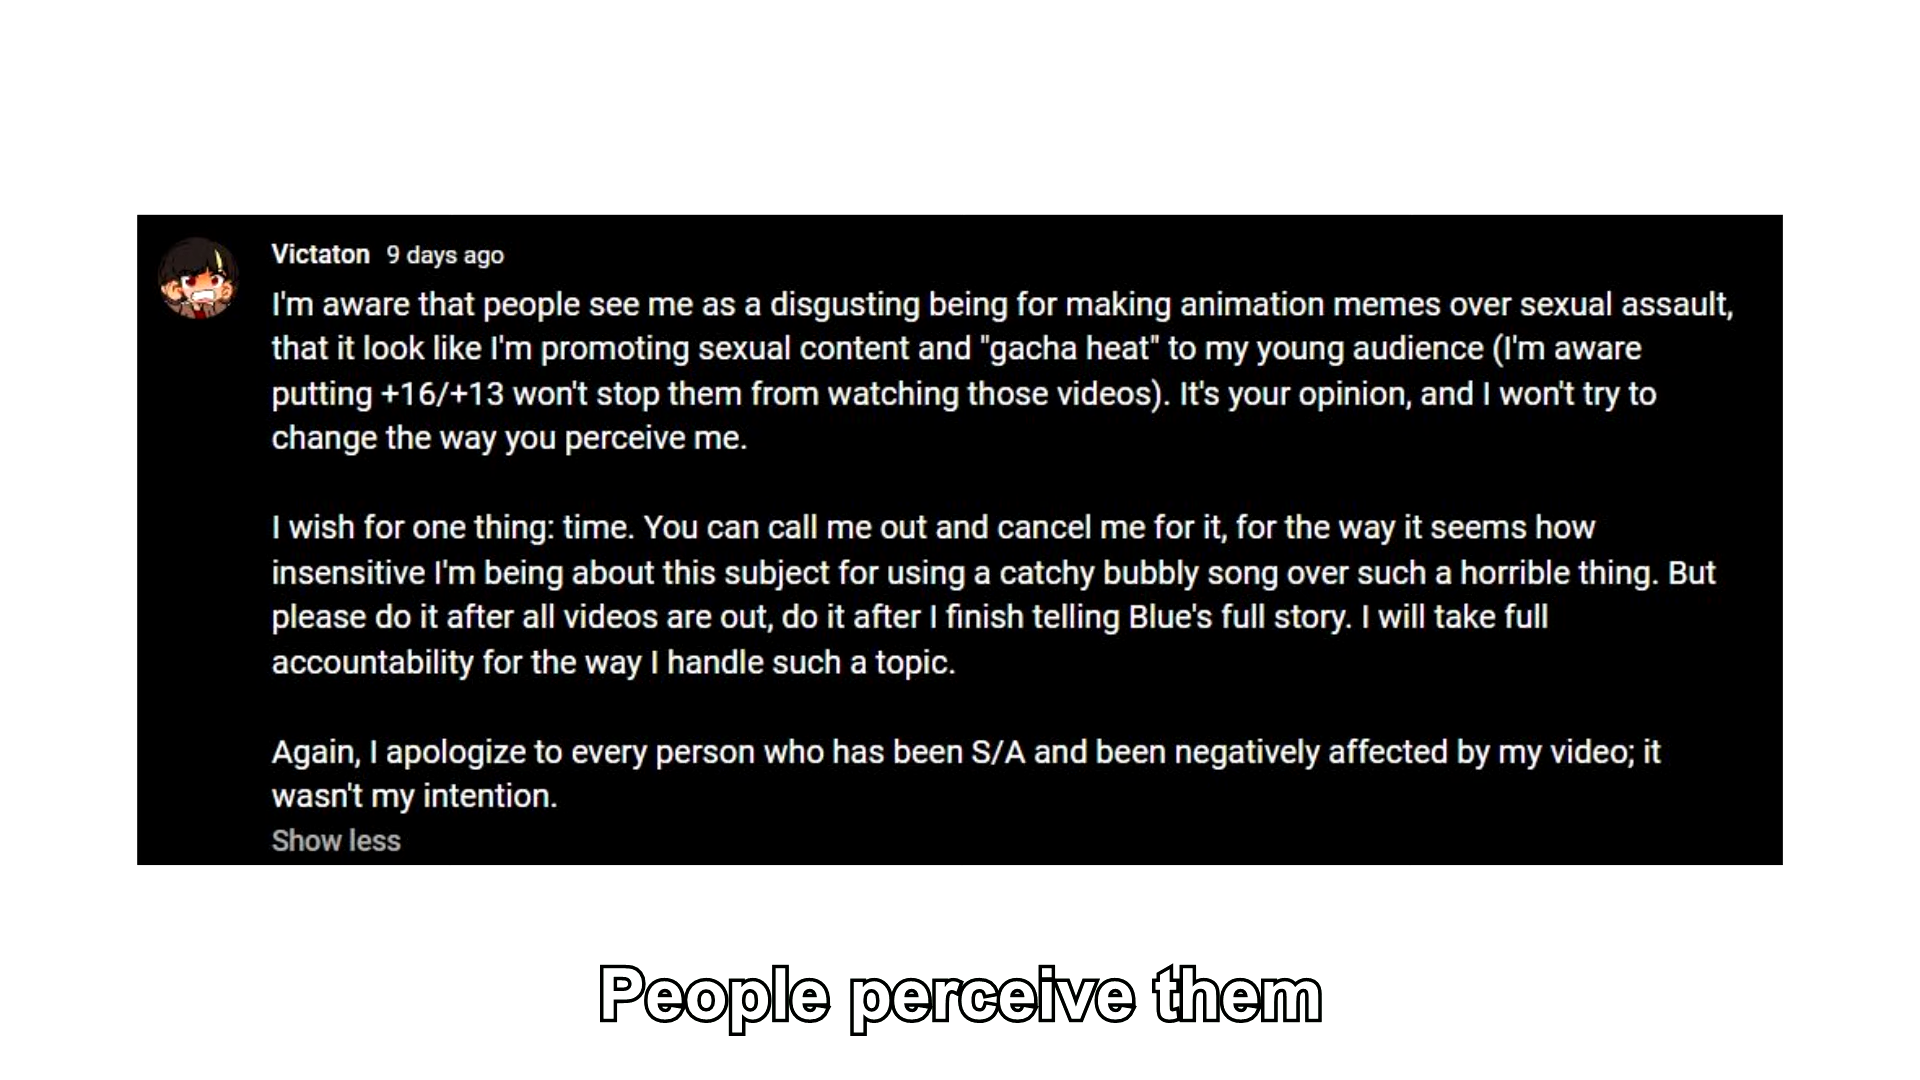 Victaton 9 days ago
I'm aware that people see me as a disgusting being for making animation memes over sexual assault,
that it look like I'm promoting sexual content and "gacha heat" to my young audience (I'm aware
putting +16/+13 won't stop them from watching those videos). It's your opinion, and I won't try to
change the way you perceive me.
I wish for one thing: time. You can call me out and cancel me for it, for the way it seems how
insensitive I'm being about this subject for using a catchy bubbly song over such a horrible thing. But
please do it after all videos are out, do it after I finish telling Blue's full story. I will take full
accountability for the way I handle such a topic.
Again, I apologize to every person who has been S/A and been negatively affected by my video; it
wasn't my intention.
Show less
People perceive them